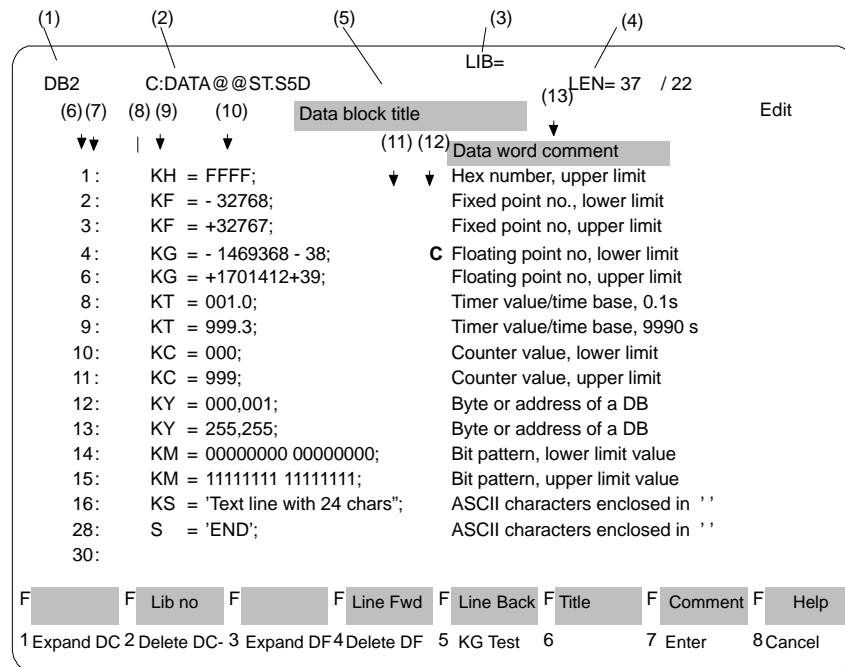 (1) (2) (5) (3) (4)
LIB=
DB2 C:DATA@@ST.S5D LEN= 37 / 22
(6) (7) (8) (9) (10) Data block title (13) Edit
(11) (12) Data word comment
1: KH = FFFF; Hex number, upper limit
2: KF = - 32768; Fixed point no., lower limit
3: KF = +32767; Fixed point no, upper limit
4: KG = - 1469368 - 38; C Floating point no, lower limit
6: KG = +1701412+39; Floating point no, upper limit
8: KT = 001.0; Timer value/time base, 0.1s
9: KT = 999.3; Timer value/time base, 9990 s
10: KC = 000; Counter value, lower limit
11: KC = 999; Counter value, upper limit
12: KY = 000,001; Byte or address of a DB
13: KY = 255,255; Byte or address of a DB
14: KM = 00000000 00000000; Bit pattern, lower limit value
15: KM = 11111111 11111111; Bit pattern, upper limit value
16: KS = 'Text line with 24 chars"; ASCII characters enclosed in ' '
28: S = 'END'; ASCII characters enclosed in ' '
30:
F F Lib no F F Line Fwd F Line Back F Title F Comment F Help
1 Expand DC 2 Delete DC- 3 Expand DF 4 Delete DF 5 KG Test 6 7 Enter 8 Cancel